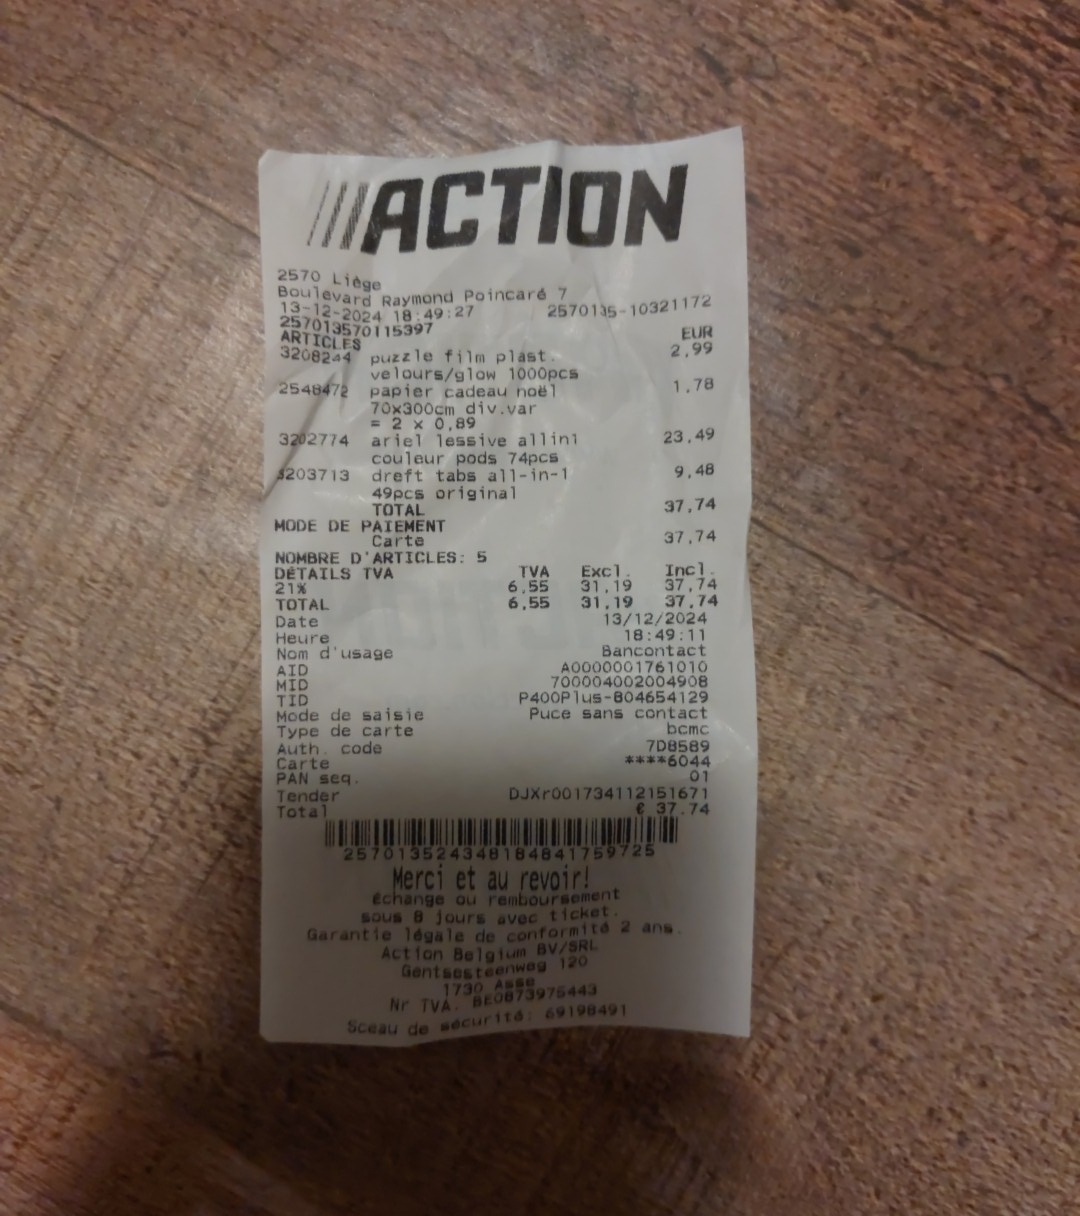 ///ACTION
2570 Liège
Boulevard Raymond Poincaré 7
13-12-2024 18:49:27 2570135-10321172
257013570115397
ARTICLES EUR
3208244 puzzle film plast. 2,99
velours/glow 1000pcs
2548472 papier cadeau noël 1,78
70x300cm div.var
= 2 x 0,89
3202774 ariel lessive allin1 23,49
couleur pods 74pcs
3203713 dreft tabs all-in-1 9,48
49pcs original
TOTAL 37,74
MODE DE PAIEMENT
Carte 37,74
NOMBRE D'ARTICLES: 5
DÉTAILS TVA TVA Excl. Incl.
21% 6,55 31,19 37,74
TOTAL 6,55 31,19 37,74
Date 13/12/2024
Heure 18:49:11
Nom d'usage Bancontact
AID A0000001761010
MID 700004002004908
TID P400Plus-804654129
Mode de saisie Puce sans contact
Type de carte bcmc
Auth. code 7D8589
Carte ****6044
PAN seq. 01
Tender DJXr001734112151671
Total € 37.74
2570135243481848417597​25
Merci et au revoir!
Échange ou remboursement
sous 8 jours avec ticket.
Garantie légale de conformité 2 ans.
Action Belgium BV/SRL
Gentsesteenweg 120
1730 Asse
Nr TVA. BE0873975443
Sceau de sécurité: 69198491